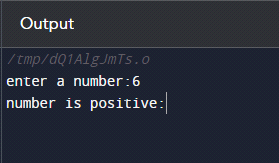 Output
/tmp/dQ1AlgJmTs.o
enter a number:6
number is positive: